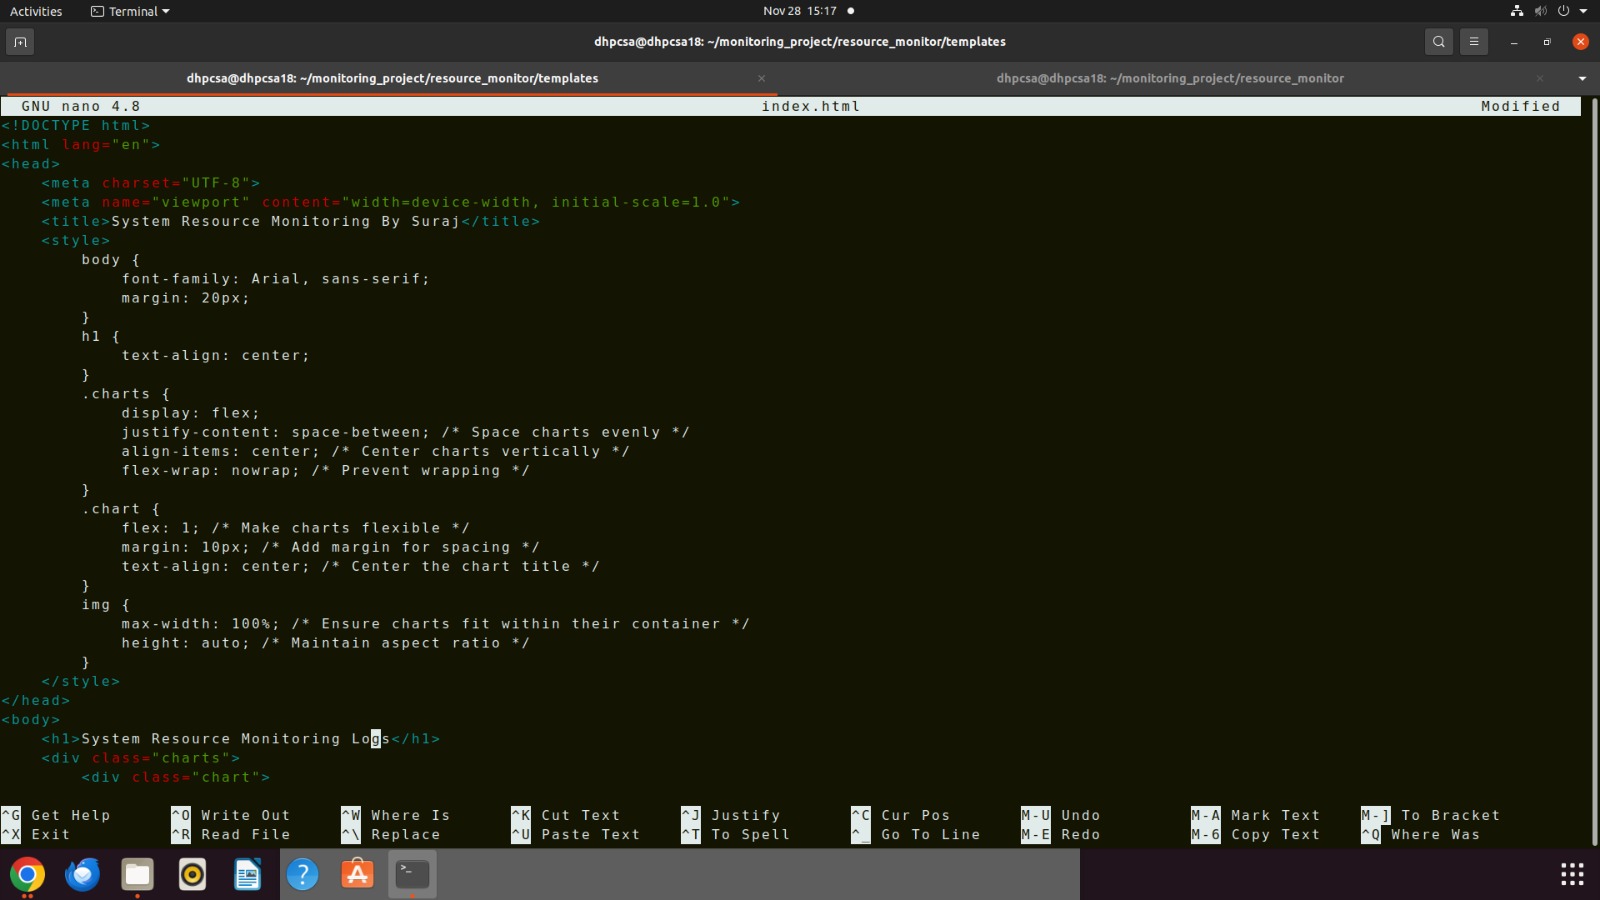 Activities Terminal Nov 28 15:17
dhpcsa@dhpcsa18: ~/monitoring_project/resource_monitor/templates
dhpcsa@dhpcsa18: ~/monitoring_project/resource_monitor/templates × dhpcsa@dhpcsa18: ~/monitoring_project/resource_monitor ×
GNU nano 4.8 index.html Modified
<!DOCTYPE html>
<html lang="en">
<head>
    <meta charset="UTF-8">
    <meta name="viewport" content="width=device-width, initial-scale=1.0">
    <title>System Resource Monitoring By Suraj</title>
    <style>
        body {
            font-family: Arial, sans-serif;
            margin: 20px;
        }
        h1 {
            text-align: center;
        }
        .charts {
            display: flex;
            justify-content: space-between; /* Space charts evenly */
            align-items: center; /* Center charts vertically */
            flex-wrap: nowrap; /* Prevent wrapping */
        }
        .chart {
            flex: 1; /* Make charts flexible */
            margin: 10px; /* Add margin for spacing */
            text-align: center; /* Center the chart title */
        }
        img {
            max-width: 100%; /* Ensure charts fit within their container */
            height: auto; /* Maintain aspect ratio */
        }
    </style>
</head>
<body>
    <h1>System Resource Monitoring Logs</h1>
    <div class="charts">
        <div class="chart">
^G Get Help ^O Write Out ^W Where Is ^K Cut Text ^J Justify ^C Cur Pos M-U Undo M-A Mark Text M-] To Bracket
^X Exit ^R Read File ^\ Replace ^U Paste Text ^T To Spell ^_ Go To Line M-E Redo M-6 Copy Text ^Q Where Was